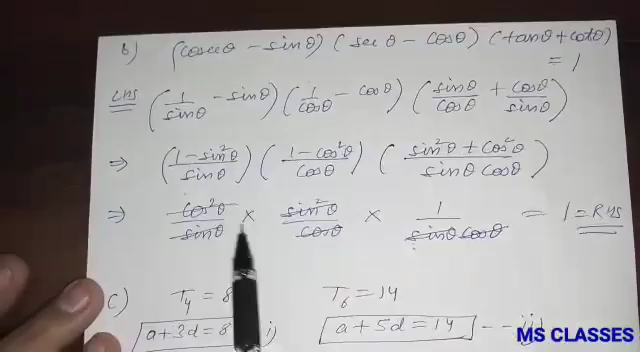 b) (cosecθ - sinθ) (secθ - cosθ) (tanθ + cotθ)
= 1
LHS (1/sinθ - sinθ) (1/cosθ - cosθ) (sinθ/cosθ + cosθ/sinθ)
⇒ (1-sin²θ/sinθ) (1-cos²θ/cosθ) (sin²θ + cos²θ/sinθ cosθ)
⇒ cos²θ/sinθ × sin²θ/cosθ × 1/sinθ cosθ = 1 = RHS
c) T₄ = 8 T₆ = 14
a+3d = 8 i) a+5d = 14 -- ii)
MS CLASSES